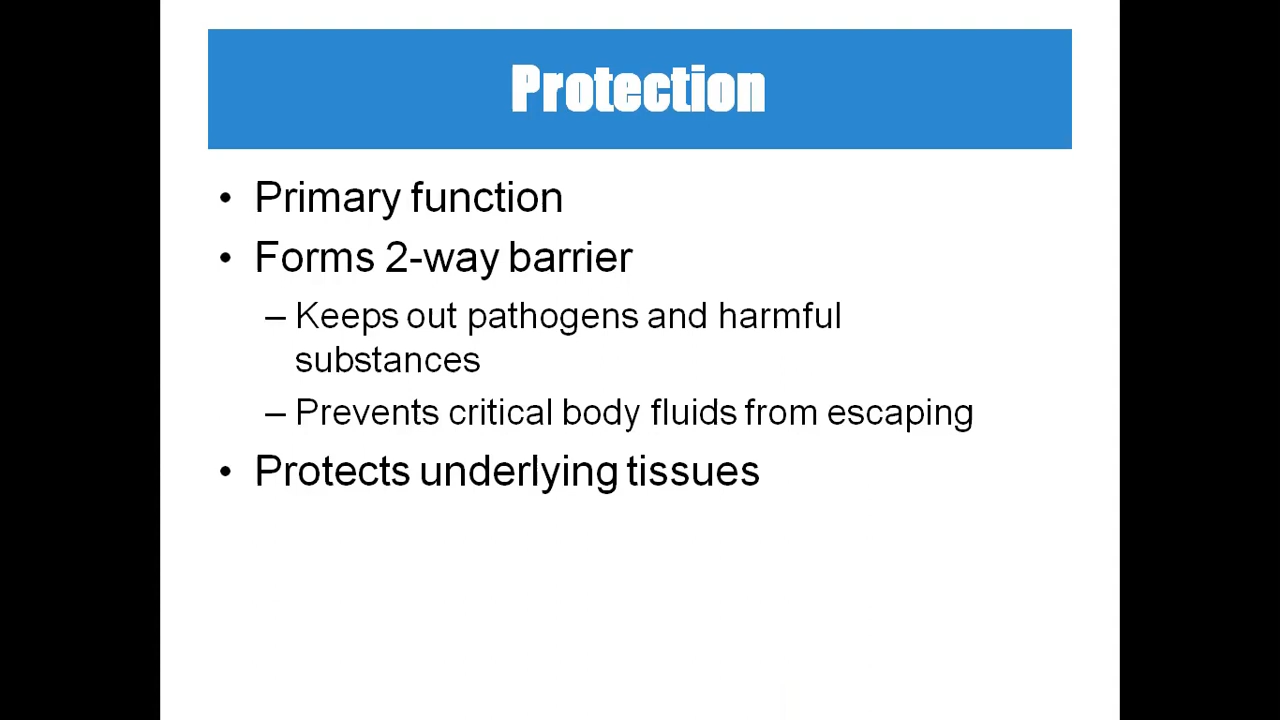 Protection
• Primary function
• Forms 2-way barrier
– Keeps out pathogens and harmful
substances
– Prevents critical body fluids from escaping
• Protects underlying tissues